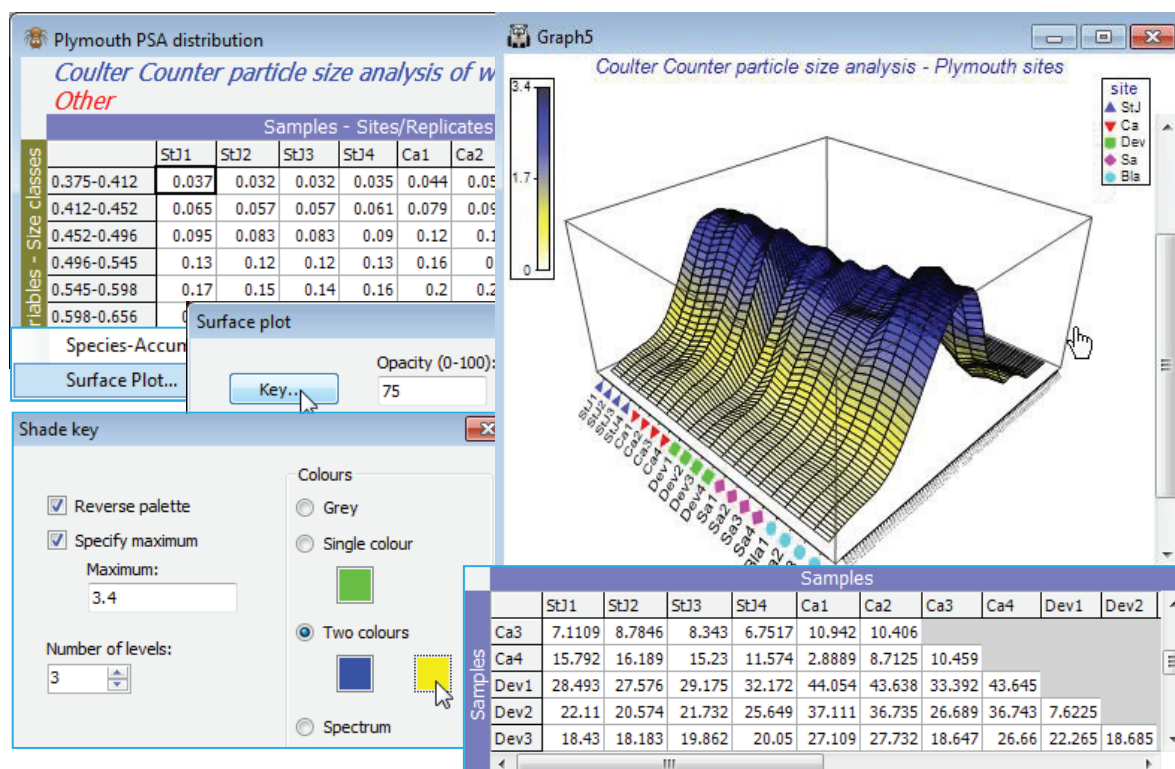 Plymouth PSA distribution
Coulter Counter particle size analysis of w
Other
Samples - Sites/Replicates
riables - Size classes
StJ1 StJ2 StJ3 StJ4 Ca1 Ca2
0.375-0.412 0.037 0.032 0.032 0.035 0.044 0.05
0.412-0.452 0.065 0.057 0.057 0.061 0.079 0.09
0.452-0.496 0.095 0.083 0.083 0.09 0.12 0.1
0.496-0.545 0.13 0.12 0.12 0.13 0.16 0
0.545-0.598 0.17 0.15 0.14 0.16 0.2 0.2
0.598-0.656
Species-Accum
Surface Plot...
Surface plot
Opacity (0-100):
Key...
75
Shade key
Reverse palette
Specify maximum
Maximum:
3.4
Number of levels:
3
Colours
Grey
Single colour
Two colours
Spectrum
Graph5
Coulter Counter particle size analysis - Plymouth sites
3.4
1.7
0
site
StJ
Ca
Dev
Sa
Bla
StJ1
StJ2
StJ3
StJ4
Ca1
Ca2
Ca3
Ca4
Dev1
Dev2
Dev3
Dev4
Sa1
Sa2
Sa3
Sa4
Bla1
Samples
Samples
StJ1 StJ2 StJ3 StJ4 Ca1 Ca2 Ca3 Ca4 Dev1 Dev2
Ca3 7.1109 8.7846 8.343 6.7517 10.942 10.406
Ca4 15.792 16.189 15.23 11.574 2.8889 8.7125 10.459
Dev1 28.493 27.576 29.175 32.172 44.054 43.638 33.392 43.645
Dev2 22.11 20.574 21.732 25.649 37.111 36.735 26.689 36.743 7.6225
Dev3 18.43 18.183 19.862 20.05 27.109 27.732 18.647 26.66 22.265 18.685